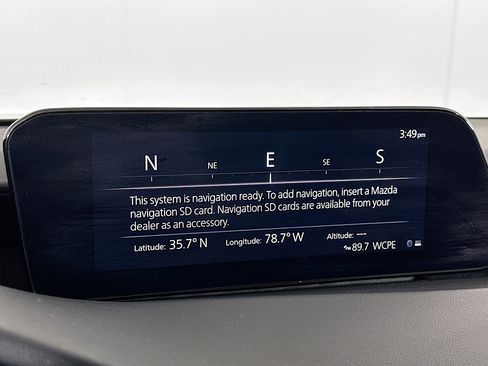 3:49pm
N NE E SE S
This system is navigation ready. To add navigation, insert a Mazda
navigation SD card. Navigation SD cards are available from your
dealer as an accessory.
Latitude: 35.7° N Longitude: 78.7° W Altitude: ---
89.7 WCPE